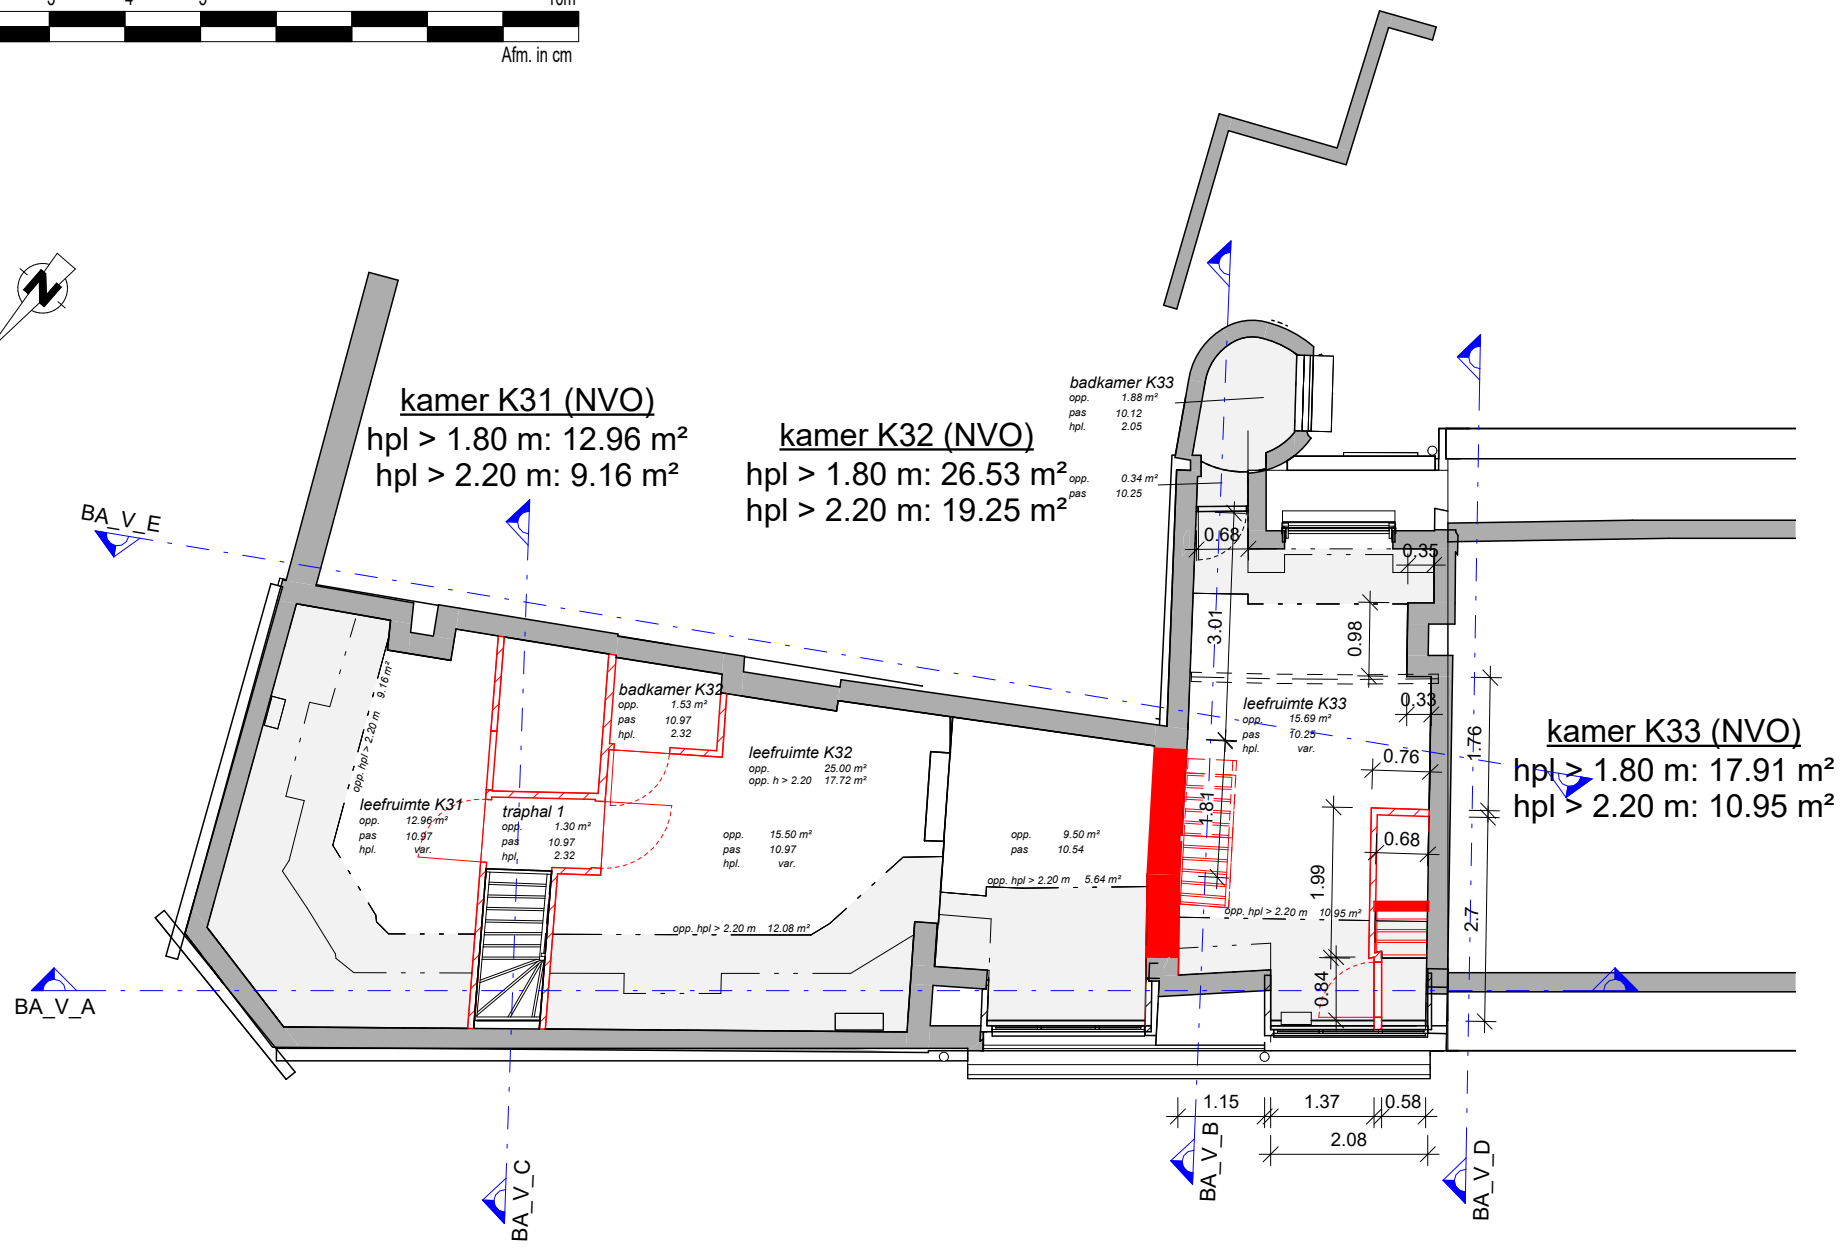 10m
Afm. in cm
N
kamer K31 (NVO)
hpl > 1.80 m: 12.96 m²
hpl > 2.20 m: 9.16 m²
kamer K32 (NVO)
hpl > 1.80 m: 26.53 m²
hpl > 2.20 m: 19.25 m²
badkamer K33
opp. 1.88 m²
pas 10.12
hpl. 2.05
opp. 0.34 m²
pas 10.25
BA_V_E
0.68
0.35
3.01
0.98
opp. hpl > 2.20 m 9.16 m²
badkamer K32
opp. 1.53 m²
pas 10.97
hpl. 2.32
leefruimte K33
opp. 15.69 m²
pas 10.25
hpl. var.
0.33
1.76
kamer K33 (NVO)
hpl > 1.80 m: 17.91 m²
hpl > 2.20 m: 10.95 m²
leefruimte K32
opp. 25.00 m²
opp. h > 2.20 17.72 m²
0.76
leefruimte K31
opp. 12.96 m²
pas 10.97
hpl. var.
traphal 1
opp. 1.30 m²
pas 10.97
hpl. 2.32
opp. 15.50 m²
pas 10.97
hpl. var.
opp. 9.50 m²
pas 10.54
1.81
0.68
1.99
opp. hpl > 2.20 m 5.64 m²
opp. hpl > 2.20 m 10.95 m²
opp. hpl > 2.20 m 12.08 m²
2.7
0.84
BA_V_A
1.15
1.37
0.58
2.08
BA_V_C
BA_V_B
BA_V_D